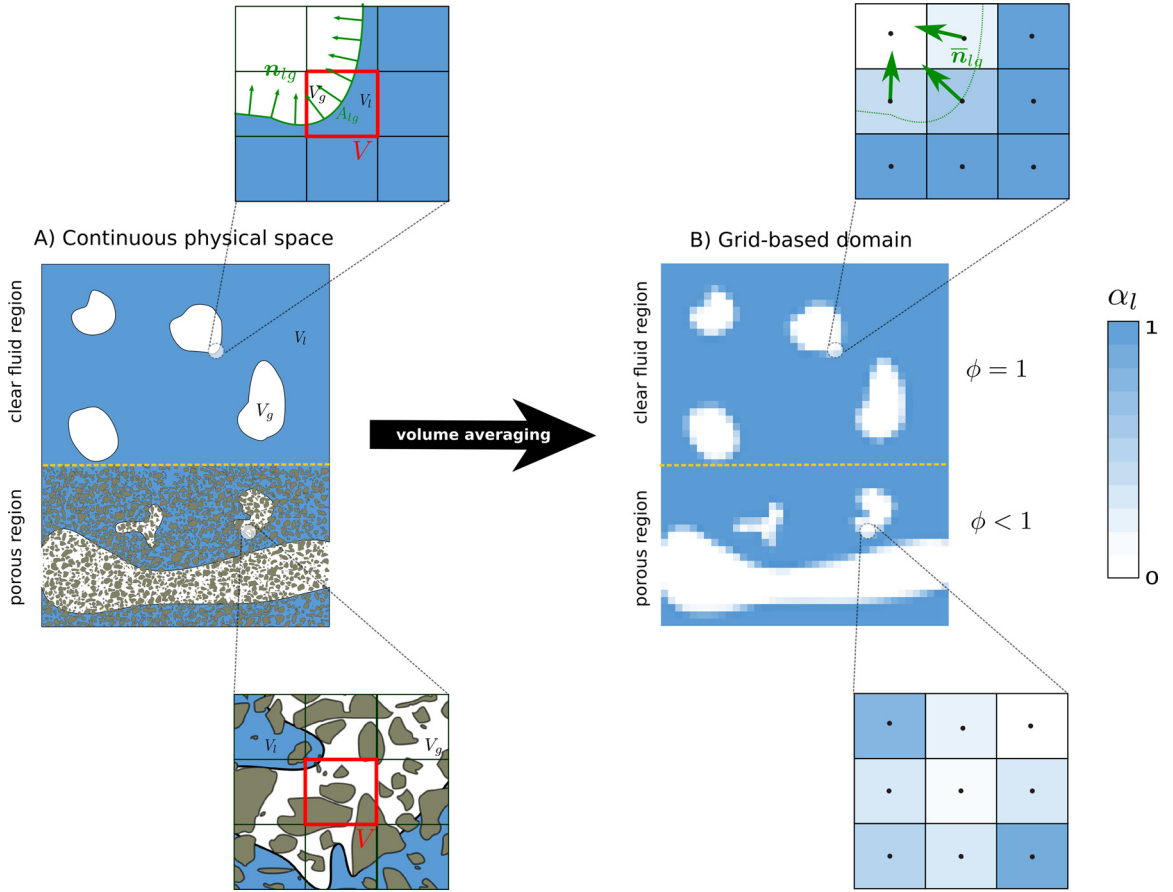 n_lg
V_g
V_l
A_lg
V
n̅_lg
A) Continuous physical space
B) Grid-based domain
clear fluid region
V_l
V_g
porous region
volume averaging
clear fluid region
ϕ = 1
porous region
ϕ < 1
α_l
1
0
V_l
V_g
V